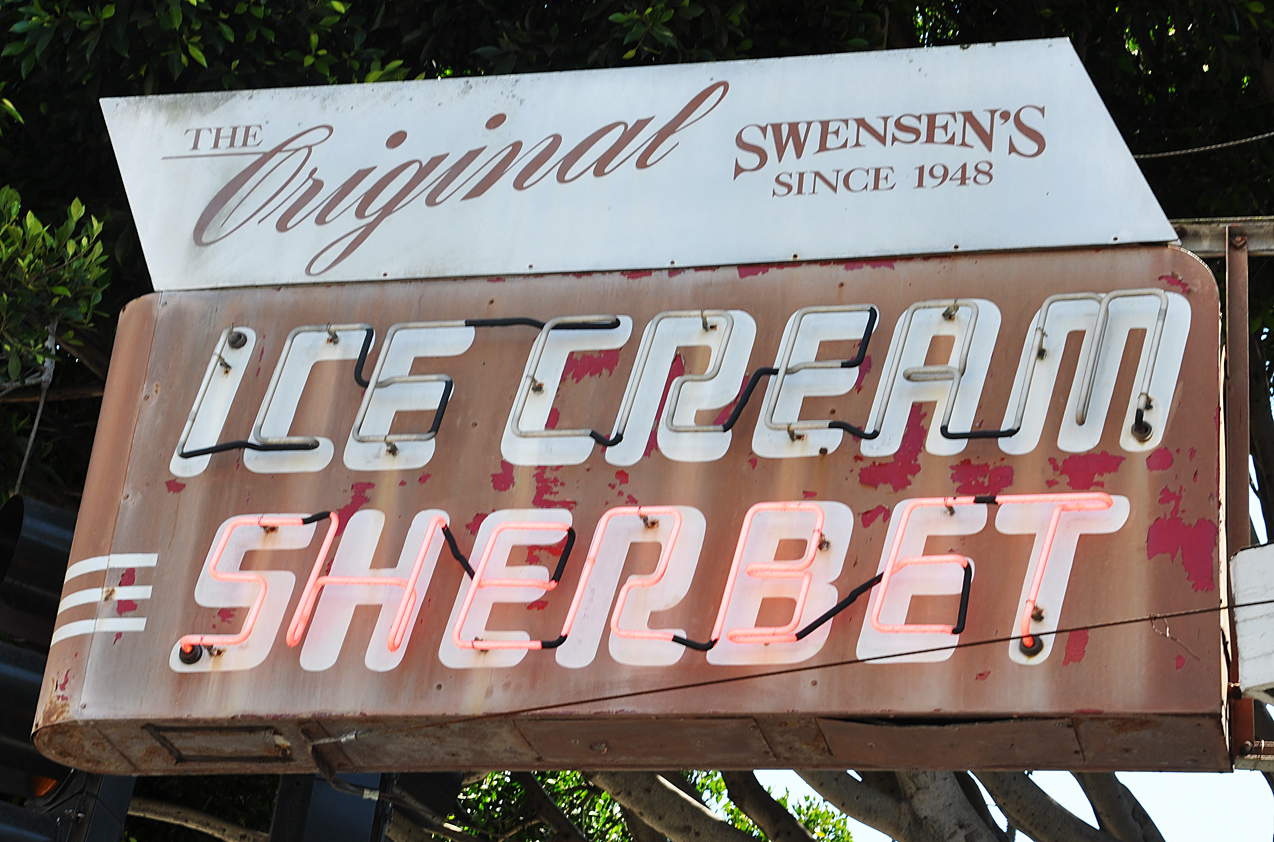 THE Original SWENSEN'S
SINCE 1948
ICE CREAM
SHERBET